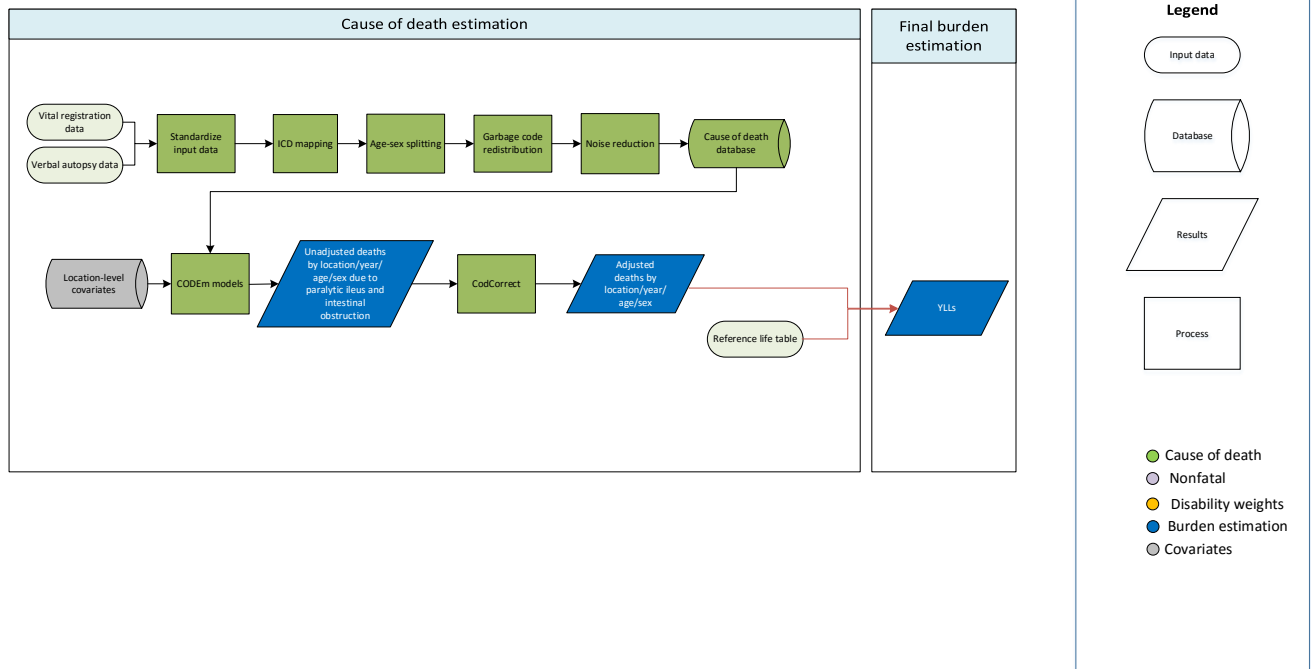 Cause of death estimation
Final burden
estimation
Vital registration
data
Verbal autopsy data
Standardize
input data
ICD mapping
Age-sex splitting
Garbage code
redistribution
Noise reduction
Cause of death
database
Location-level
covariates
CODEm models
Unadjusted deaths
by location/year/
age/sex due to
paralytic ileus and
intestinal
obstruction
CodCorrect
Adjusted
deaths by
location/year/
age/sex
Reference life table
YLLs
Legend
Input data
Database
Results
Process
Cause of death
Nonfatal
Disability weights
Burden estimation
Covariates